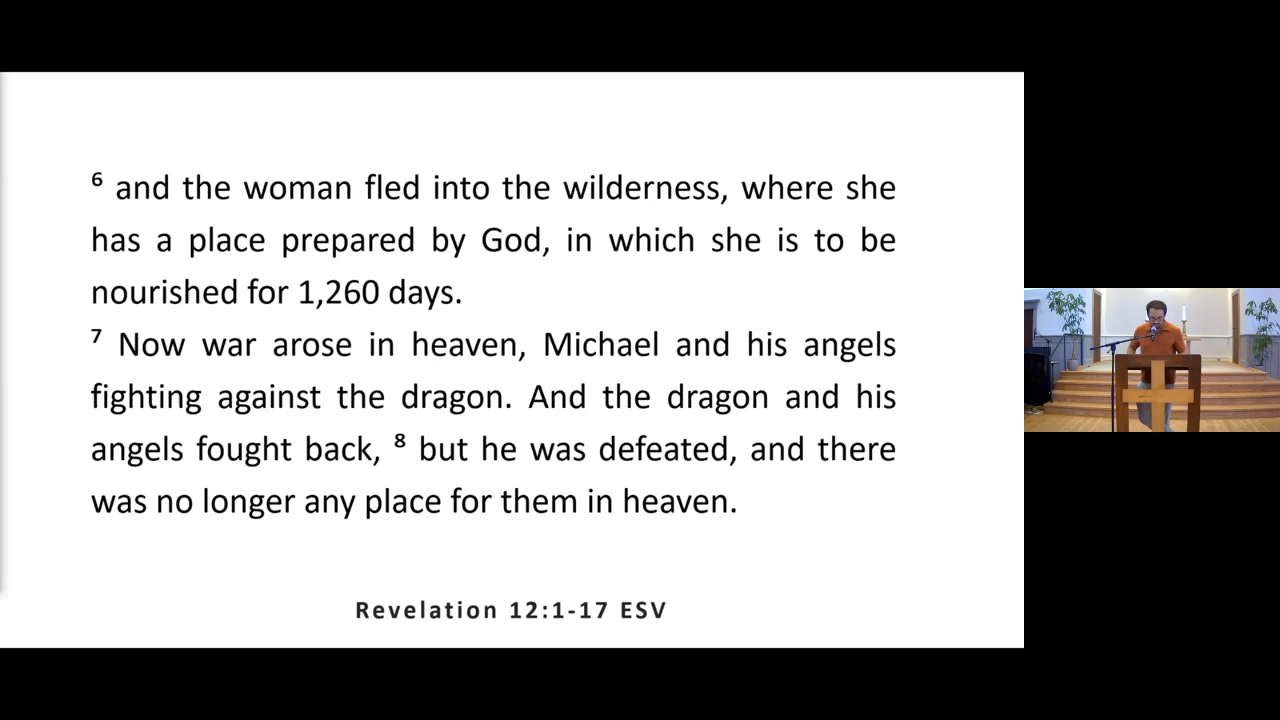 ⁶ and the woman fled into the wilderness, where she
has a place prepared by God, in which she is to be
nourished for 1,260 days.
⁷ Now war arose in heaven, Michael and his angels
fighting against the dragon. And the dragon and his
angels fought back, ⁸ but he was defeated, and there
was no longer any place for them in heaven.
Revelation 12:1-17 ESV